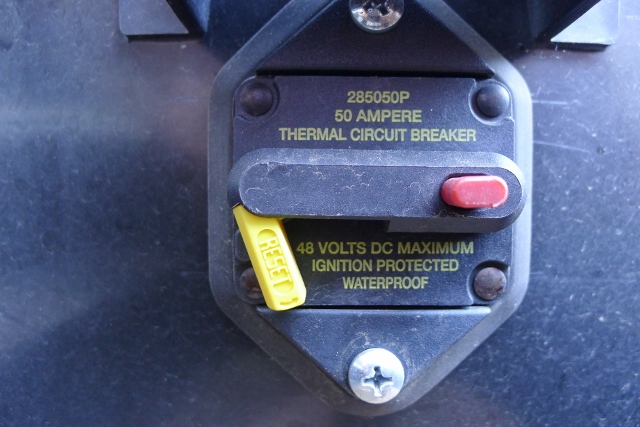 285050P
50 AMPERE
THERMAL CIRCUIT BREAKER
RESET
48 VOLTS DC MAXIMUM
IGNITION PROTECTED
WATERPROOF